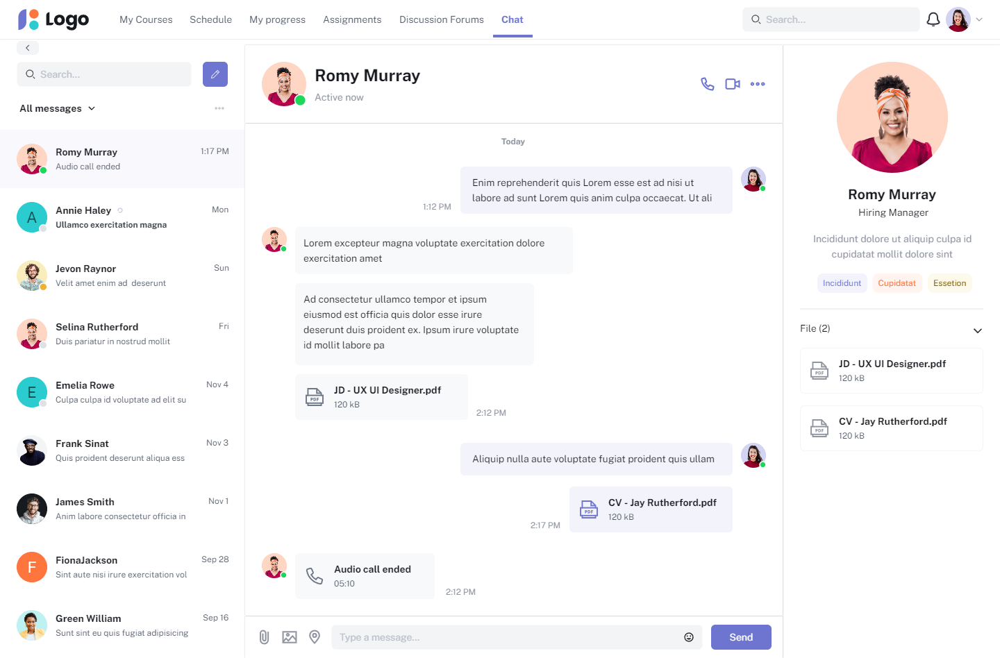 Logo
My Courses
Schedule
My progress
Assignments
Discussion Forums
Chat
Search...
Search...
All messages
Romy Murray
1:17 PM
Audio call ended
Annie Haley
Mon
Ullamco exercitation magna
A
Jevon Raynor
Sun
Velit amet enim ad deserunt
Selina Rutherford
Fri
Duis pariatur in nostrud mollit
Emelia Rowe
Nov 4
Culpa culpa id voluptate ad elit su
E
Frank Sinat
Nov 3
Quis proident deserunt aliqua ess
James Smith
Nov 1
Anim labore consectetur officia in
FionaJackson
Sep 28
Sint aute nisi irure exercitation vol
F
Green William
Sep 16
Sunt sint eu quis fugiat adipisicing
Romy Murray
Active now
Today
Enim reprehenderit quis Lorem esse est ad nisi ut
labore ad sunt Lorem quis anim culpa occaecat. Ut ali
1:12 PM
Lorem excepteur magna voluptate exercitation dolore
exercitation amet
Ad consectetur ullamco tempor et ipsum
eiusmod est officia quis dolor esse irure
deserunt duis proident ex. Ipsum irure voluptate
id mollit labore pa
PDF
JD - UX UI Designer.pdf
120 kB
2:12 PM
Aliquip nulla aute voluptate fugiat proident quis ullam
PDF
CV - Jay Rutherford.pdf
120 kB
2:17 PM
Audio call ended
05:10
2:12 PM
Type a message...
Send
Romy Murray
Hiring Manager
Incididunt dolore ut aliquip culpa id
cupidatat mollit dolore sint
Incididunt
Cupidatat
Essetion
File (2)
PDF
JD - UX UI Designer.pdf
120 kB
PDF
CV - Jay Rutherford.pdf
120 kB